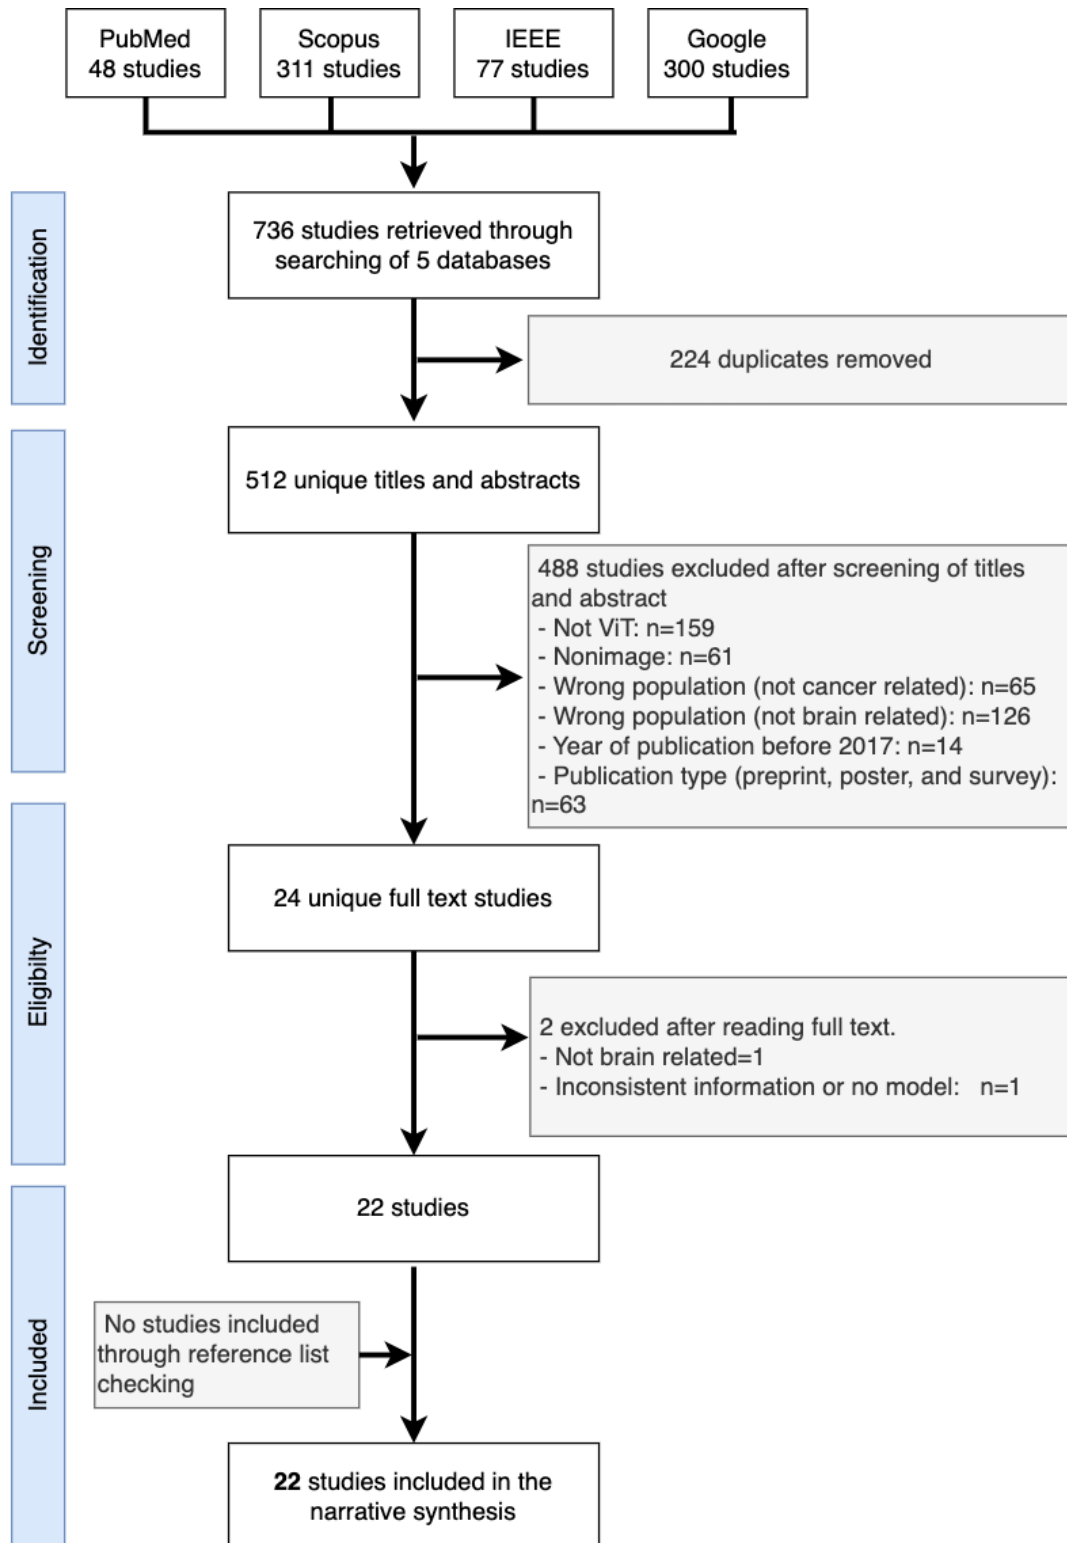 PubMed
48 studies
Scopus
311 studies
IEEE
77 studies
Google
300 studies
Identification
736 studies retrieved through
searching of 5 databases
224 duplicates removed
Screening
512 unique titles and abstracts
488 studies excluded after screening of titles
and abstract
- Not ViT: n=159
- Nonimage: n=61
- Wrong population (not cancer related): n=65
- Wrong population (not brain related): n=126
- Year of publication before 2017: n=14
- Publication type (preprint, poster, and survey):
n=63
Eligibilty
24 unique full text studies
2 excluded after reading full text.
- Not brain related=1
- Inconsistent information or no model: n=1
22 studies
Included
No studies included
through reference list
checking
22 studies included in the
narrative synthesis